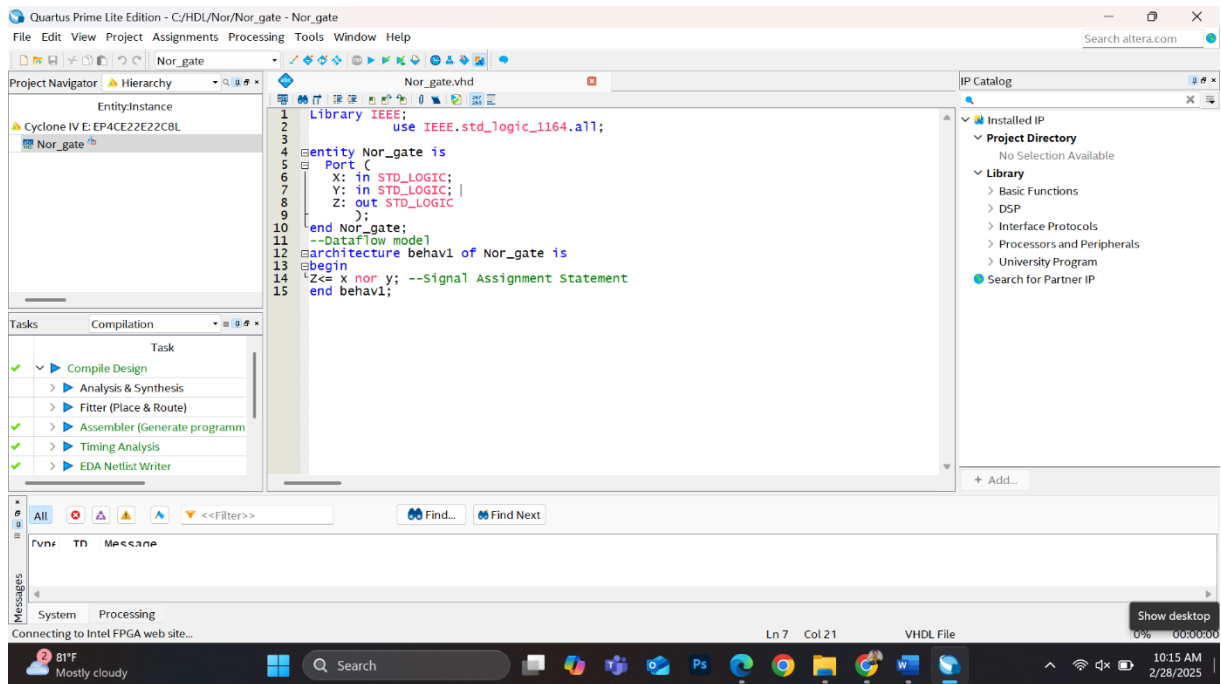 Quartus Prime Lite Edition - C:/HDL/Nor/Nor_gate - Nor_gate
File Edit View Project Assignments Processing Tools Window Help
Search altera.com
Nor_gate
Project Navigator Hierarchy
Entity:Instance
Cyclone IV E: EP4CE22E22C8L
Nor_gate
Nor_gate.vhd
1 Library IEEE;
2 use IEEE.std_logic_1164.all;
3
4 entity Nor_gate is
5 Port (
6 X: in STD_LOGIC;
7 Y: in STD_LOGIC;
8 Z: out STD_LOGIC
9 );
10 end Nor_gate;
11 --Dataflow model
12 architecture behav1 of Nor_gate is
13 begin
14 Z<= x nor y; --Signal Assignment Statement
15 end behav1;
IP Catalog
Installed IP
Project Directory
No Selection Available
Library
Basic Functions
DSP
Interface Protocols
Processors and Peripherals
University Program
Search for Partner IP
+ Add...
Tasks Compilation
Task
Compile Design
Analysis & Synthesis
Fitter (Place & Route)
Assembler (Generate programm
Timing Analysis
EDA Netlist Writer
All <<Filter>> Find... Find Next
Type ID Message
Messages
System Processing
Show desktop
Connecting to Intel FPGA web site... Ln 7 Col 21 VHDL File 0% 00:00:00
2 81°F
Mostly cloudy
Search
10:15 AM
2/28/2025